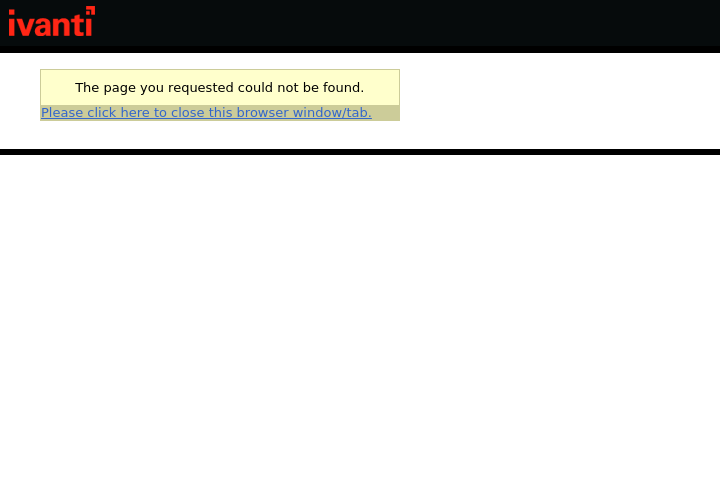 ivanti
The page you requested could not be found.
Please click here to close this browser window/tab.